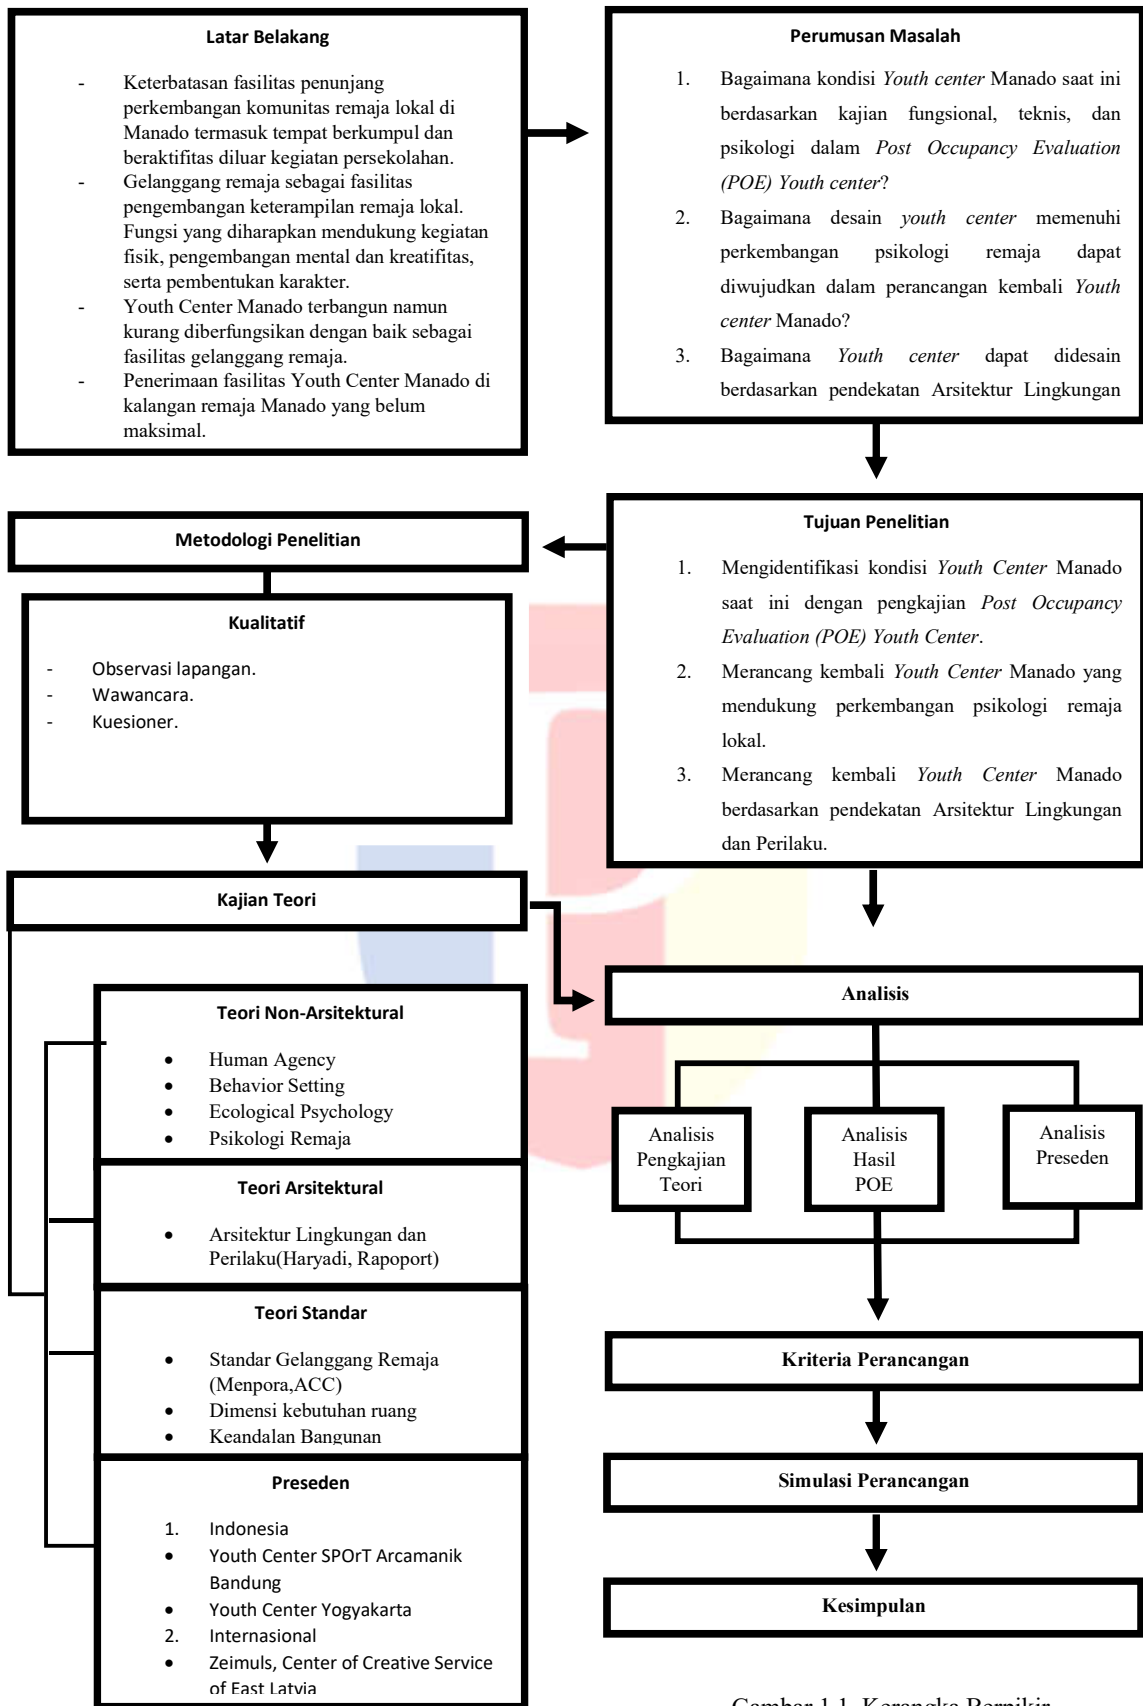 Latar Belakang
- Keterbatasan fasilitas penunjang
perkembangan komunitas remaja lokal di
Manado termasuk tempat berkumpul dan
beraktifitas diluar kegiatan persekolahan.
- Gelanggang remaja sebagai fasilitas
pengembangan keterampilan remaja lokal.
Fungsi yang diharapkan mendukung kegiatan
fisik, pengembangan mental dan kreatifitas,
serta pembentukan karakter.
- Youth Center Manado terbangun namun
kurang diberfungsikan dengan baik sebagai
fasilitas gelanggang remaja.
- Penerimaan fasilitas Youth Center Manado di
kalangan remaja Manado yang belum
maksimal.
Perumusan Masalah
1. Bagaimana kondisi Youth center Manado saat ini
berdasarkan kajian fungsional, teknis, dan
psikologi dalam Post Occupancy Evaluation
(POE) Youth center?
2. Bagaimana desain youth center memenuhi
perkembangan psikologi remaja dapat
diwujudkan dalam perancangan kembali Youth
center Manado?
3. Bagaimana Youth center dapat didesain
berdasarkan pendekatan Arsitektur Lingkungan
Tujuan Penelitian
1. Mengidentifikasi kondisi Youth Center Manado
saat ini dengan pengkajian Post Occupancy
Evaluation (POE) Youth Center.
2. Merancang kembali Youth Center Manado yang
mendukung perkembangan psikologi remaja
lokal.
3. Merancang kembali Youth Center Manado
berdasarkan pendekatan Arsitektur Lingkungan
dan Perilaku.
Metodologi Penelitian
Kualitatif
- Observasi lapangan.
- Wawancara.
- Kuesioner.
Kajian Teori
Teori Non-Arsitektural
• Human Agency
• Behavior Setting
• Ecological Psychology
• Psikologi Remaja
Teori Arsitektural
• Arsitektur Lingkungan dan
Perilaku(Haryadi, Rapoport)
Teori Standar
• Standar Gelanggang Remaja
(Menpora,ACC)
• Dimensi kebutuhan ruang
• Keandalan Bangunan
Preseden
1. Indonesia
• Youth Center SPOrT Arcamanik
Bandung
• Youth Center Yogyakarta
2. Internasional
• Zeimuls, Center of Creative Service
of East Latvia
Analisis
Analisis
Pengkajian
Teori
Analisis
Hasil
POE
Analisis
Preseden
Kriteria Perancangan
Simulasi Perancangan
Kesimpulan
Gambar 1.1. Kerangka Berpikir